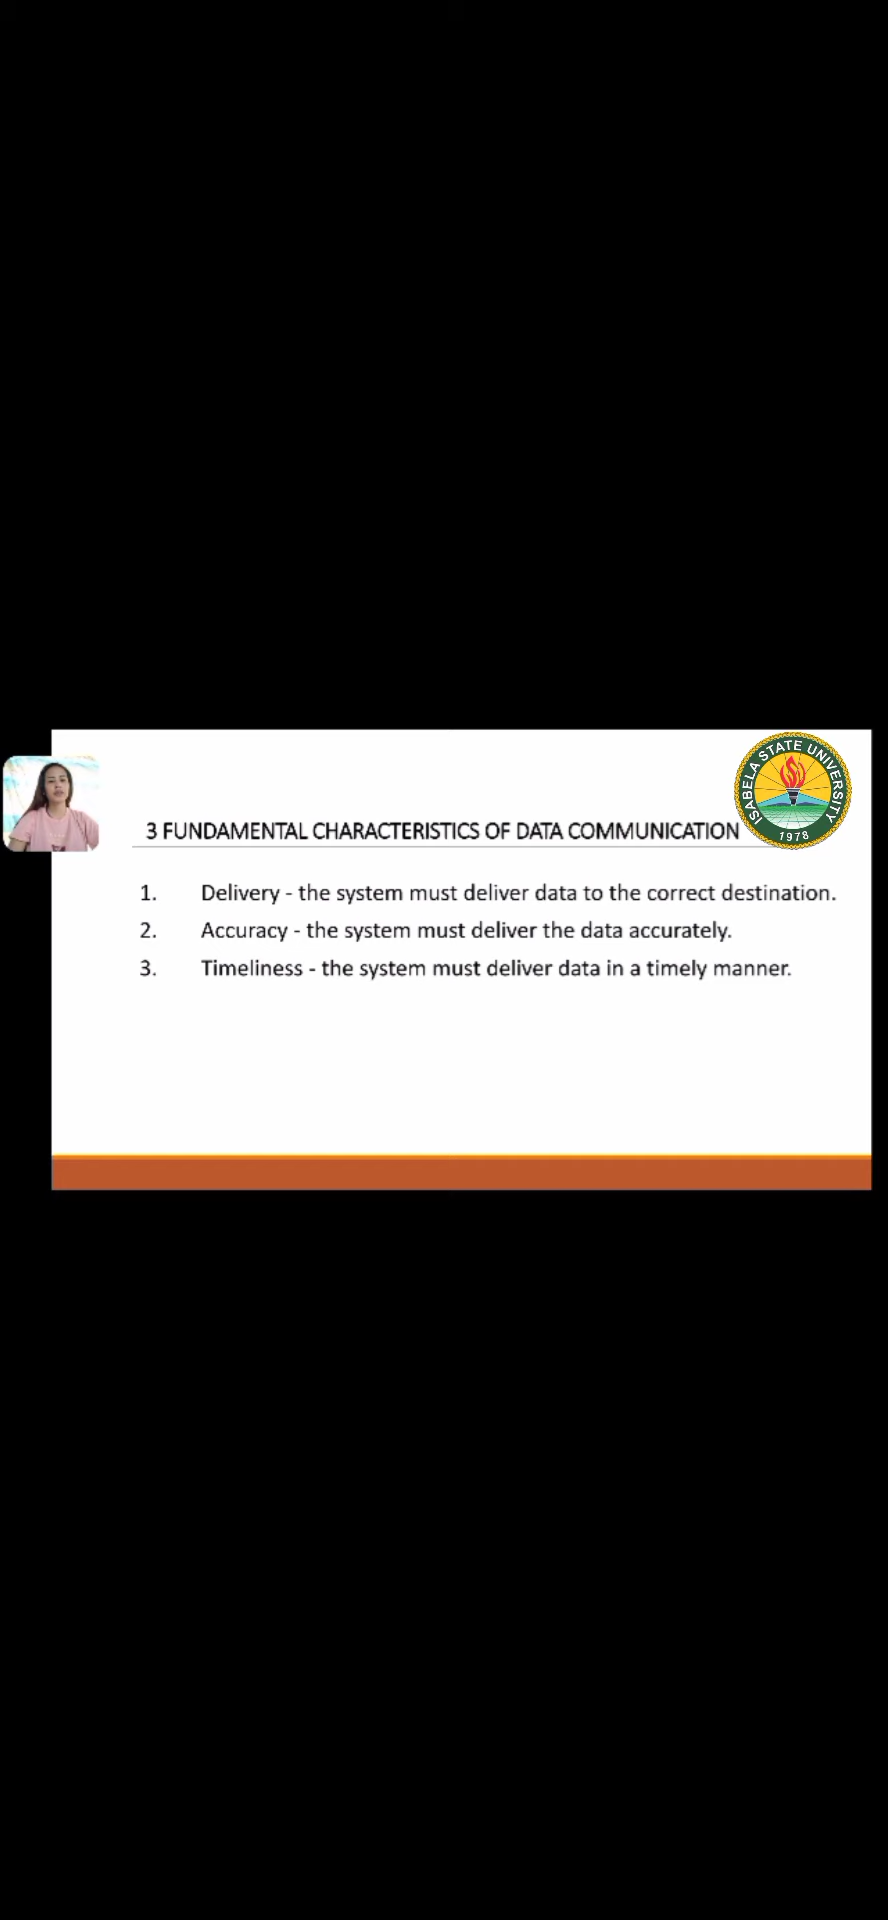 ISABELA STATE UNIVERSITY
1978
3 FUNDAMENTAL CHARACTERISTICS OF DATA COMMUNICATION
1. Delivery - the system must deliver data to the correct destination.
2. Accuracy - the system must deliver the data accurately.
3. Timeliness - the system must deliver data in a timely manner.